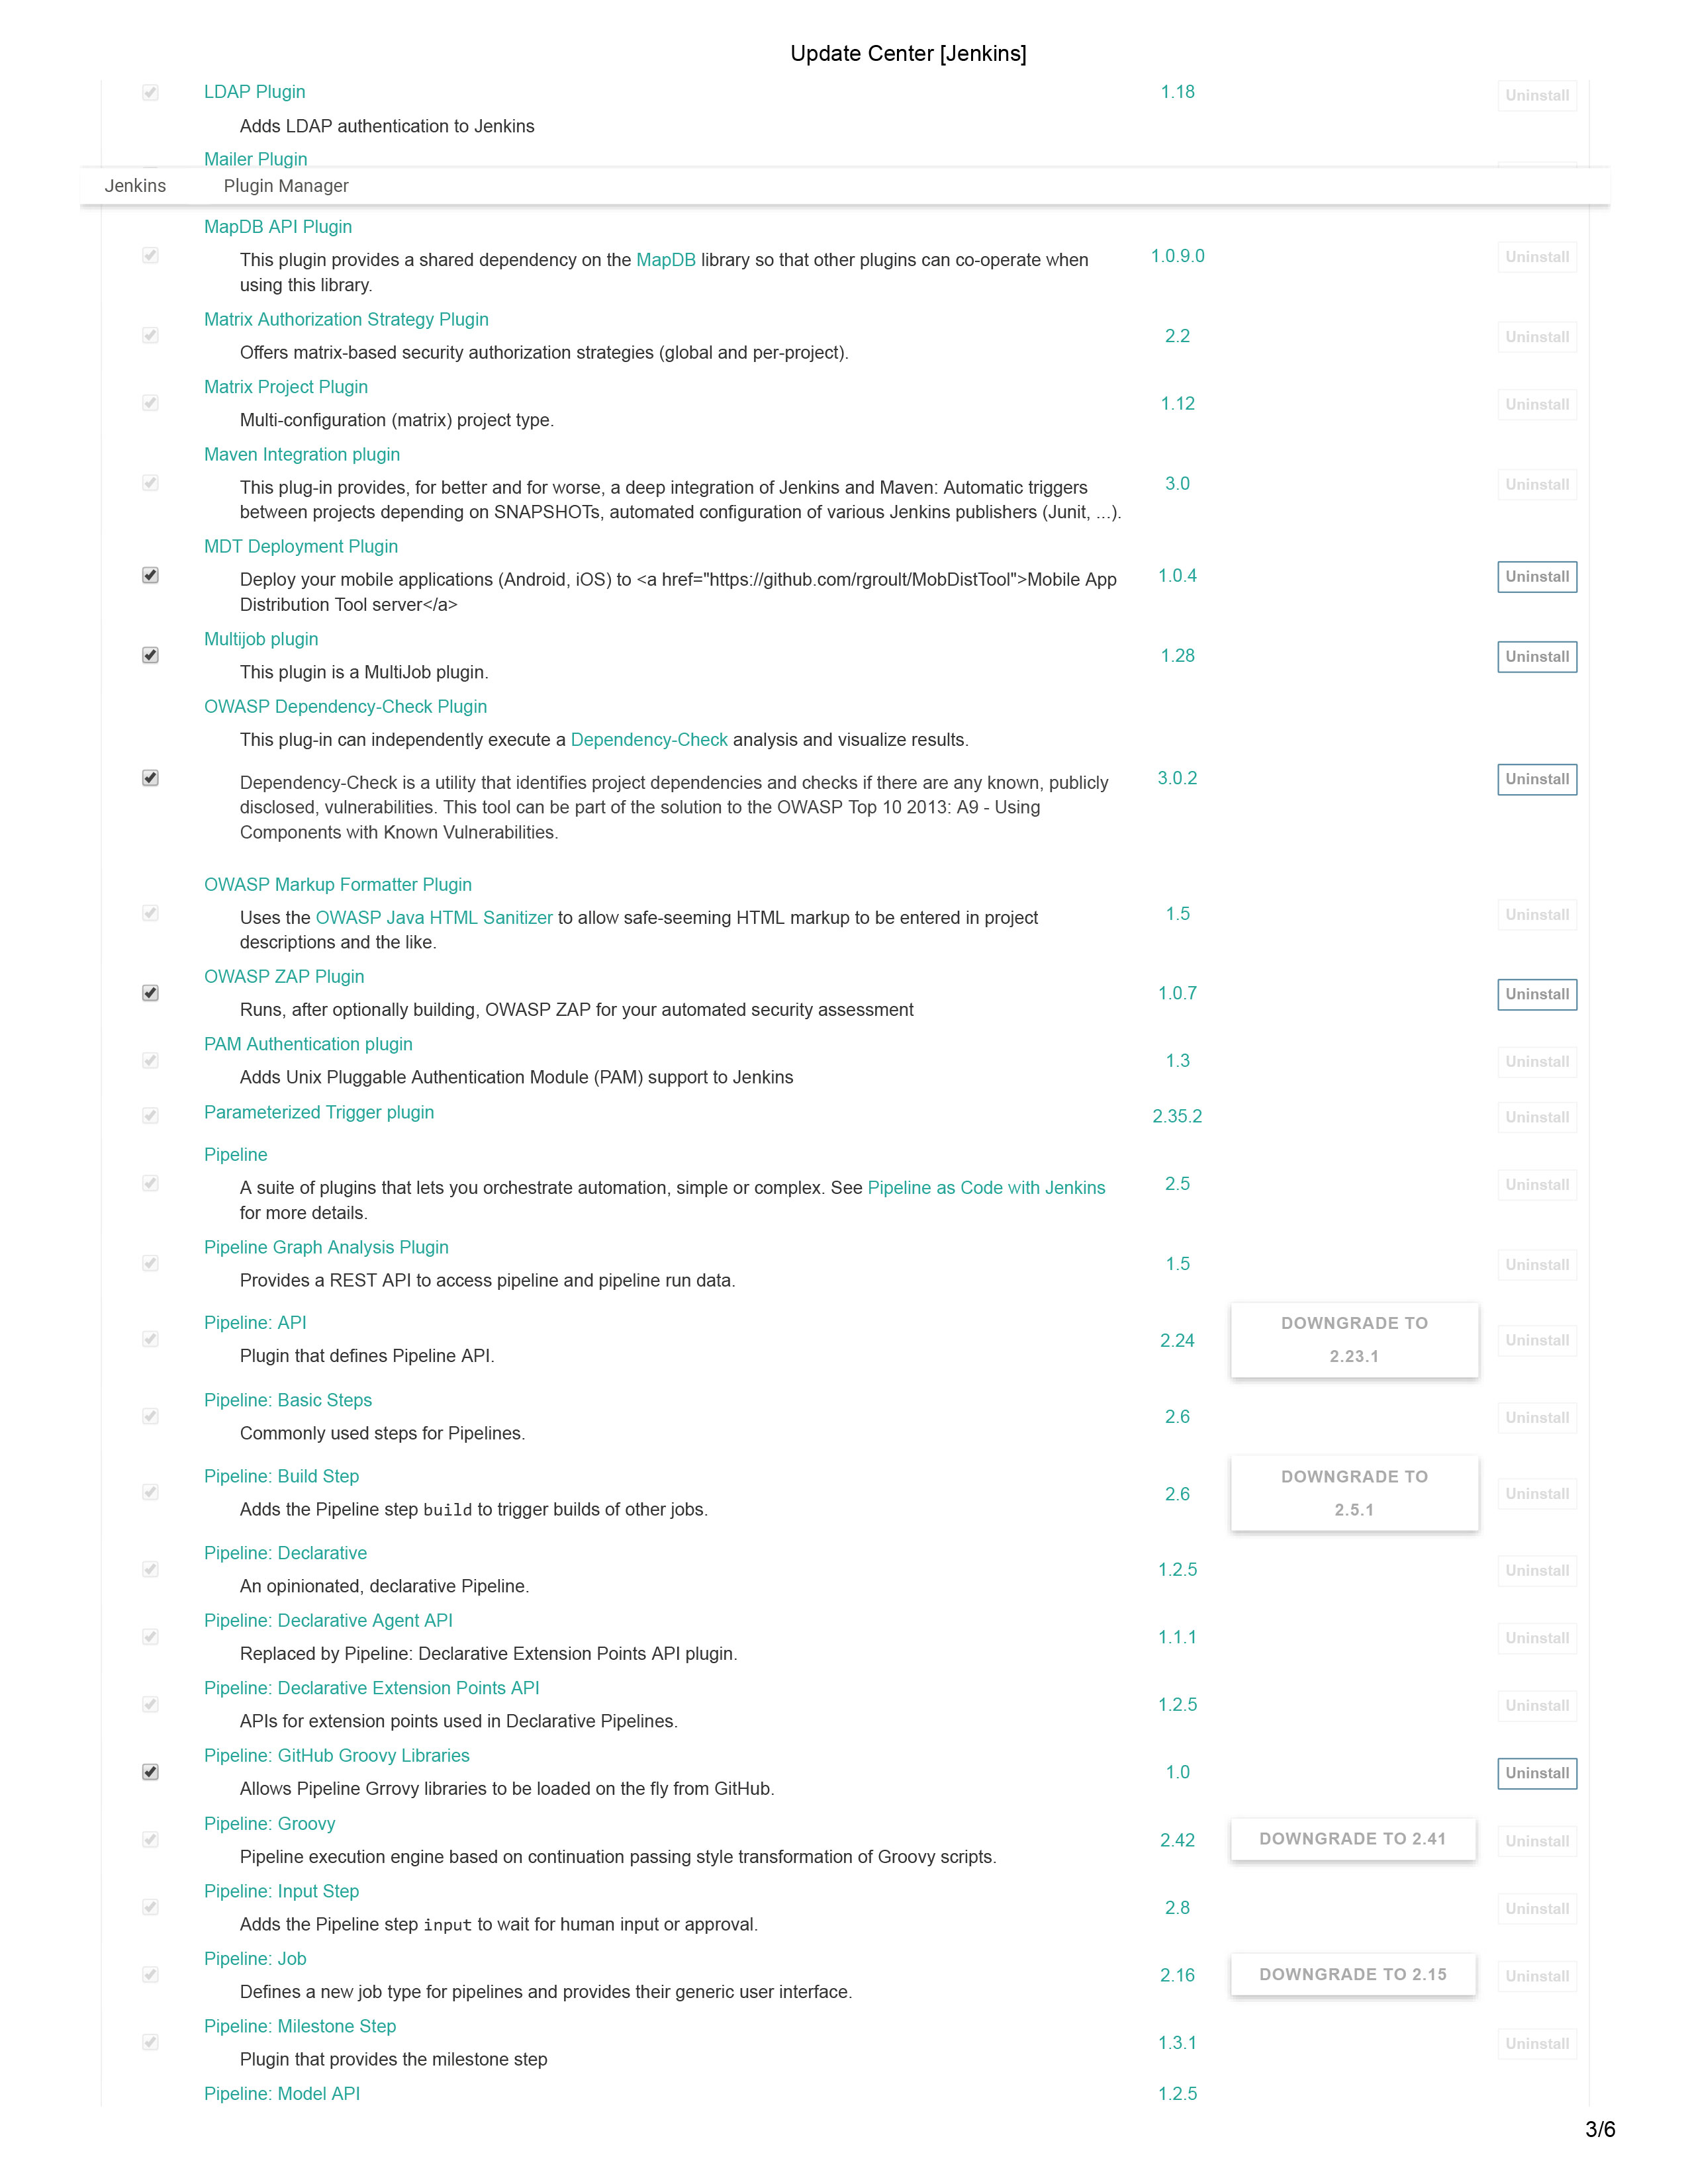 Update Center [Jenkins]
LDAP Plugin 1.18 Uninstall
Adds LDAP authentication to Jenkins
Mailer Plugin
Jenkins Plugin Manager
MapDB API Plugin
This plugin provides a shared dependency on the MapDB library so that other plugins can co-operate when 1.0.9.0 Uninstall
using this library.
Matrix Authorization Strategy Plugin
2.2 Uninstall
Offers matrix-based security authorization strategies (global and per-project).
Matrix Project Plugin
1.12 Uninstall
Multi-configuration (matrix) project type.
Maven Integration plugin
This plug-in provides, for better and for worse, a deep integration of Jenkins and Maven: Automatic triggers 3.0 Uninstall
between projects depending on SNAPSHOTs, automated configuration of various Jenkins publishers (Junit, ...).
MDT Deployment Plugin
Deploy your mobile applications (Android, iOS) to <a href="https://github.com/rgroult/MobDistTool">Mobile App 1.0.4 Uninstall
Distribution Tool server</a>
Multijob plugin
1.28 Uninstall
This plugin is a MultiJob plugin.
OWASP Dependency-Check Plugin
This plug-in can independently execute a Dependency-Check analysis and visualize results.
Dependency-Check is a utility that identifies project dependencies and checks if there are any known, publicly 3.0.2 Uninstall
disclosed, vulnerabilities. This tool can be part of the solution to the OWASP Top 10 2013: A9 - Using
Components with Known Vulnerabilities.
OWASP Markup Formatter Plugin
Uses the OWASP Java HTML Sanitizer to allow safe-seeming HTML markup to be entered in project 1.5 Uninstall
descriptions and the like.
OWASP ZAP Plugin
1.0.7 Uninstall
Runs, after optionally building, OWASP ZAP for your automated security assessment
PAM Authentication plugin
1.3 Uninstall
Adds Unix Pluggable Authentication Module (PAM) support to Jenkins
Parameterized Trigger plugin 2.35.2 Uninstall
Pipeline
A suite of plugins that lets you orchestrate automation, simple or complex. See Pipeline as Code with Jenkins 2.5 Uninstall
for more details.
Pipeline Graph Analysis Plugin
1.5 Uninstall
Provides a REST API to access pipeline and pipeline run data.
Pipeline: API DOWNGRADE TO
2.24 Uninstall
Plugin that defines Pipeline API. 2.23.1
Pipeline: Basic Steps
2.6 Uninstall
Commonly used steps for Pipelines.
Pipeline: Build Step DOWNGRADE TO
2.6 Uninstall
Adds the Pipeline step build to trigger builds of other jobs. 2.5.1
Pipeline: Declarative
1.2.5 Uninstall
An opinionated, declarative Pipeline.
Pipeline: Declarative Agent API
1.1.1 Uninstall
Replaced by Pipeline: Declarative Extension Points API plugin.
Pipeline: Declarative Extension Points API
1.2.5 Uninstall
APIs for extension points used in Declarative Pipelines.
Pipeline: GitHub Groovy Libraries
1.0 Uninstall
Allows Pipeline Grrovy libraries to be loaded on the fly from GitHub.
Pipeline: Groovy
2.42 DOWNGRADE TO 2.41 Uninstall
Pipeline execution engine based on continuation passing style transformation of Groovy scripts.
Pipeline: Input Step
2.8 Uninstall
Adds the Pipeline step input to wait for human input or approval.
Pipeline: Job
2.16 DOWNGRADE TO 2.15 Uninstall
Defines a new job type for pipelines and provides their generic user interface.
Pipeline: Milestone Step
1.3.1 Uninstall
Plugin that provides the milestone step
Pipeline: Model API 1.2.5
3/6